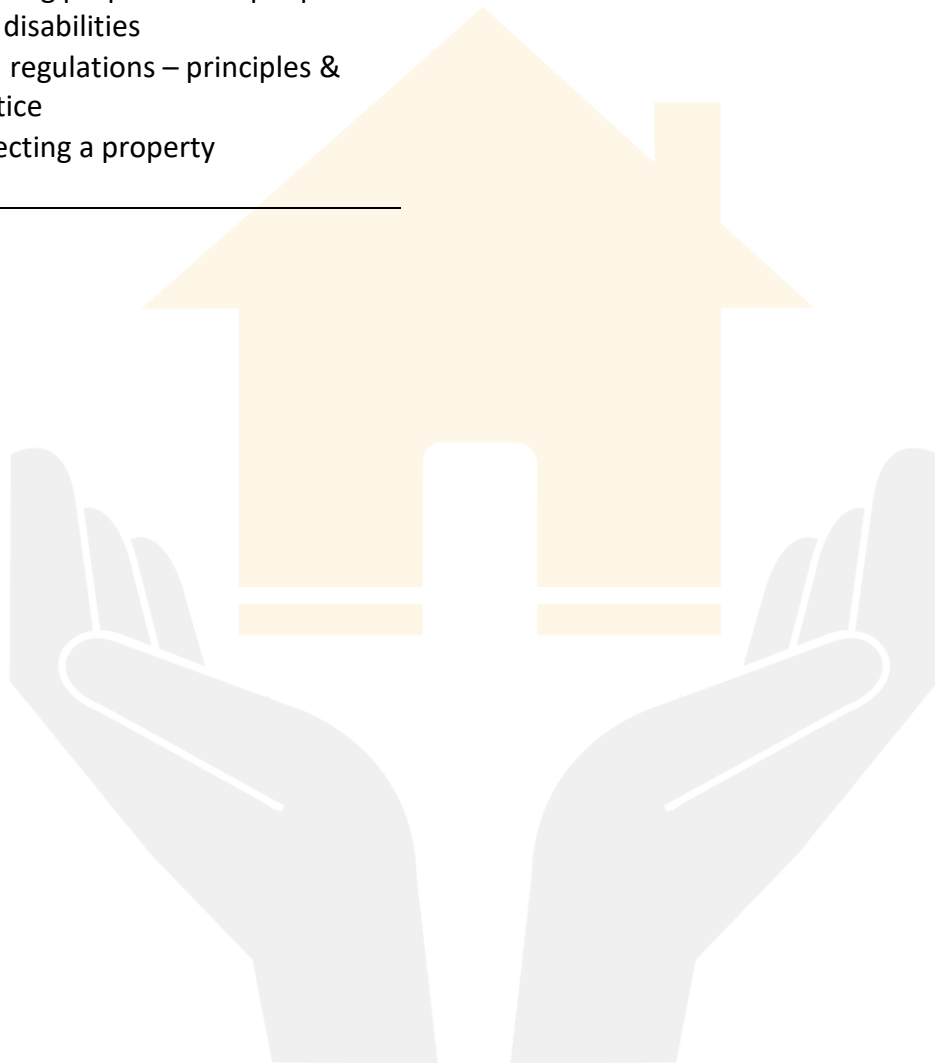 disabilities
regulations – principles &
tice
ecting a property